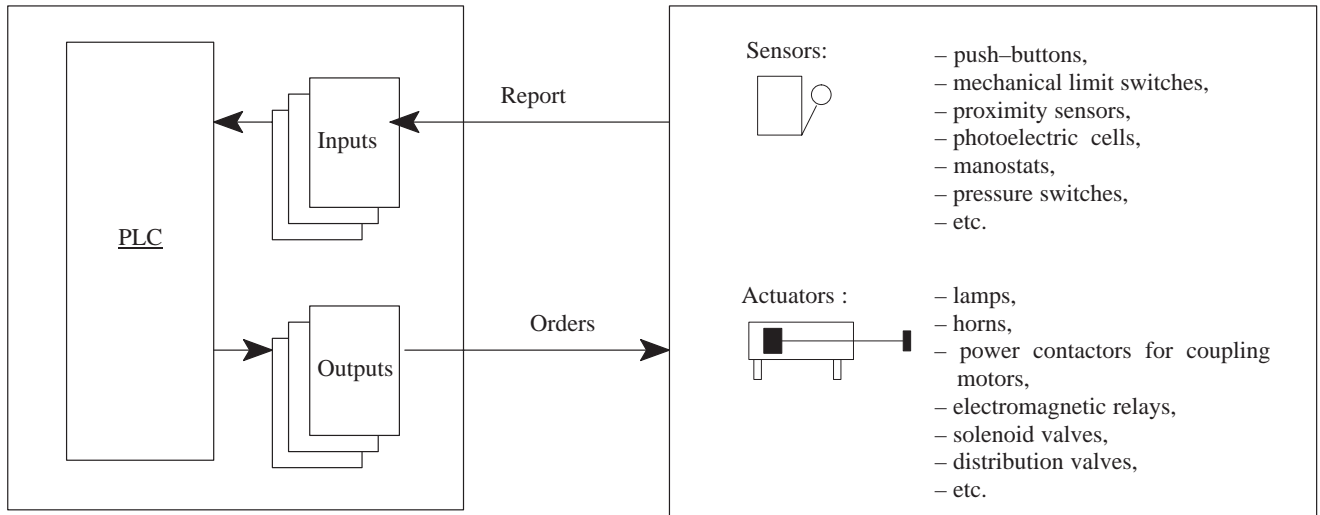 PLC
Inputs
Outputs
Report
Orders
Sensors:
– push–buttons,
– mechanical limit switches,
– proximity sensors,
– photoelectric cells,
– manostats,
– pressure switches,
– etc.
Actuators :
– lamps,
– horns,
– power contactors for coupling
motors,
– electromagnetic relays,
– solenoid valves,
– distribution valves,
– etc.